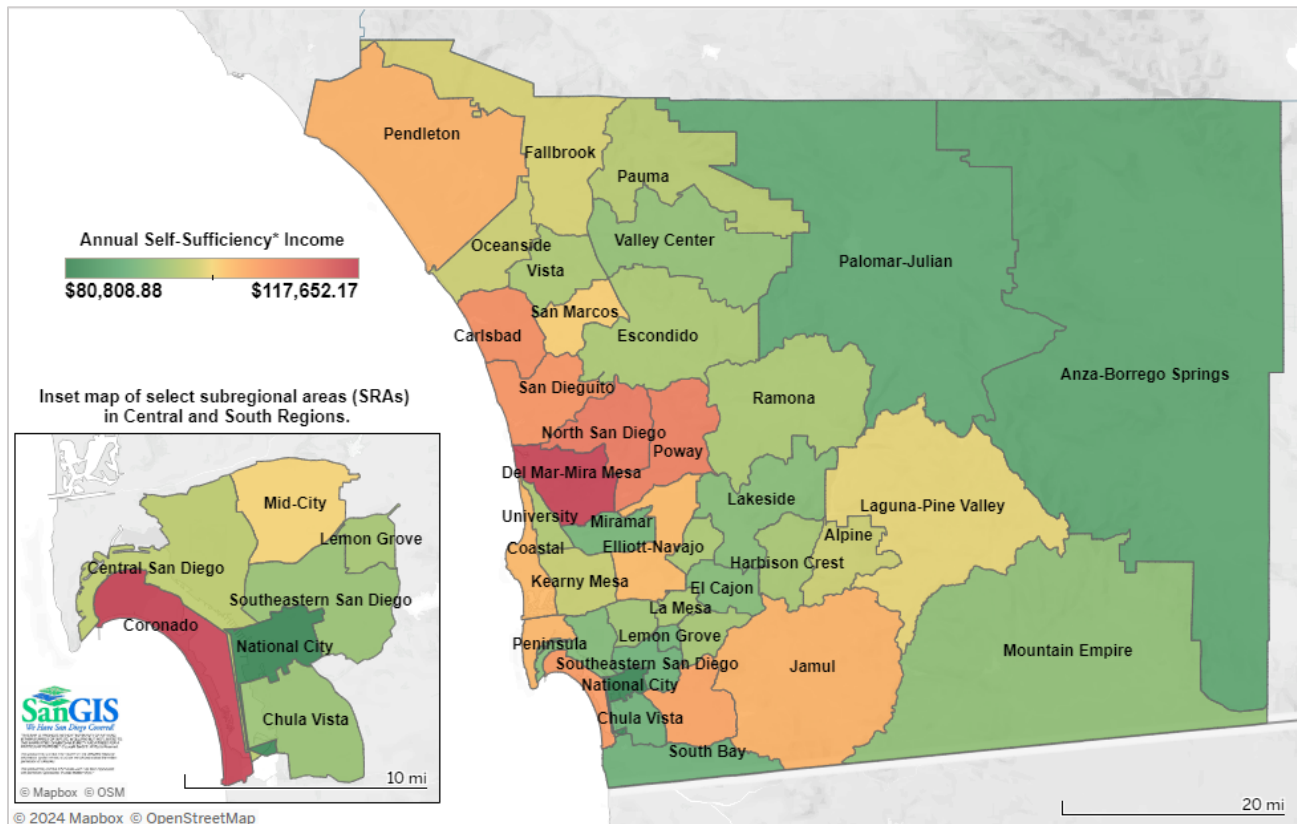 Pendleton
Fallbrook
Pauma
Oceanside
Valley Center
Vista
Palomar-Julian
Annual Self-Sufficiency* Income
$80,808.88 $117,652.17
San Marcos
Carlsbad
Escondido
Anza-Borrego Springs
San Dieguito
Ramona
North San Diego
Poway
Del Mar-Mira Mesa
Lakeside
Laguna-Pine Valley
University
Miramar
Alpine
Coastal
Elliott-Navajo
Harbison Crest
Kearny Mesa
El Cajon
La Mesa
Lemon Grove
Peninsula
Southeastern San Diego
Jamul
Mountain Empire
National City
Chula Vista
South Bay
Inset map of select subregional areas (SRAs)
in Central and South Regions.
Mid-City
Lemon Grove
Central San Diego
Southeastern San Diego
Coronado
National City
Chula Vista
SanGIS
We Have San Diego Covered!
10 mi
© Mapbox © OSM
20 mi
© 2024 Mapbox © OpenStreetMap